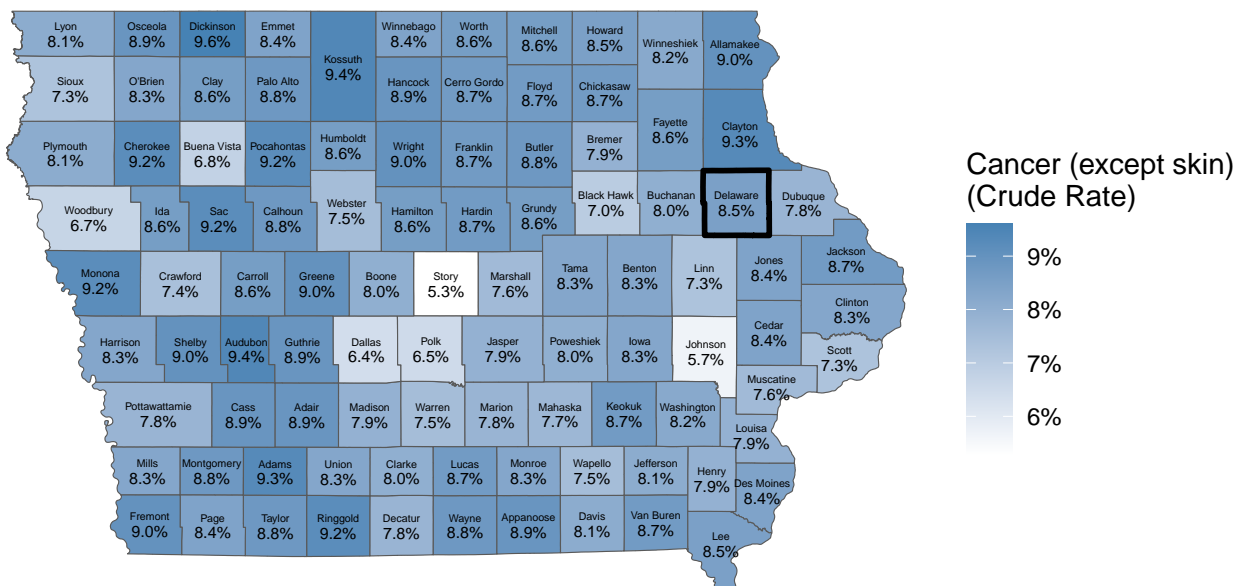 Lyon
8.1%
Osceola
8.9%
Dickinson
9.6%
Emmet
8.4%
Kossuth
9.4%
Winnebago
8.4%
Worth
8.6%
Mitchell
8.6%
Howard
8.5%
Winneshiek
8.2%
Allamakee
9.0%
Sioux
7.3%
O'Brien
8.3%
Clay
8.6%
Palo Alto
8.8%
Hancock
8.9%
Cerro Gordo
8.7%
Floyd
8.7%
Chickasaw
8.7%
Fayette
8.6%
Clayton
9.3%
Plymouth
8.1%
Cherokee
9.2%
Buena Vista
6.8%
Pocahontas
9.2%
Humboldt
8.6%
Wright
9.0%
Franklin
8.7%
Butler
8.8%
Bremer
7.9%
Woodbury
6.7%
Ida
8.6%
Sac
9.2%
Calhoun
8.8%
Webster
7.5%
Hamilton
8.6%
Hardin
8.7%
Grundy
8.6%
Black Hawk
7.0%
Buchanan
8.0%
Delaware
8.5%
Dubuque
7.8%
Monona
9.2%
Crawford
7.4%
Carroll
8.6%
Greene
9.0%
Boone
8.0%
Story
5.3%
Marshall
7.6%
Tama
8.3%
Benton
8.3%
Linn
7.3%
Jones
8.4%
Jackson
8.7%
Clinton
8.3%
Harrison
8.3%
Shelby
9.0%
Audubon
9.4%
Guthrie
8.9%
Dallas
6.4%
Polk
6.5%
Jasper
7.9%
Poweshiek
8.0%
Iowa
8.3%
Johnson
5.7%
Cedar
8.4%
Scott
7.3%
Muscatine
7.6%
Pottawattamie
7.8%
Cass
8.9%
Adair
8.9%
Madison
7.9%
Warren
7.5%
Marion
7.8%
Mahaska
7.7%
Keokuk
8.7%
Washington
8.2%
Louisa
7.9%
Mills
8.3%
Montgomery
8.8%
Adams
9.3%
Union
8.3%
Clarke
8.0%
Lucas
8.7%
Monroe
8.3%
Wapello
7.5%
Jefferson
8.1%
Henry
7.9%
Des Moines
8.4%
Fremont
9.0%
Page
8.4%
Taylor
8.8%
Ringgold
9.2%
Decatur
7.8%
Wayne
8.8%
Appanoose
8.9%
Davis
8.1%
Van Buren
8.7%
Lee
8.5%
Cancer (except skin)
(Crude Rate)
9%
8%
7%
6%